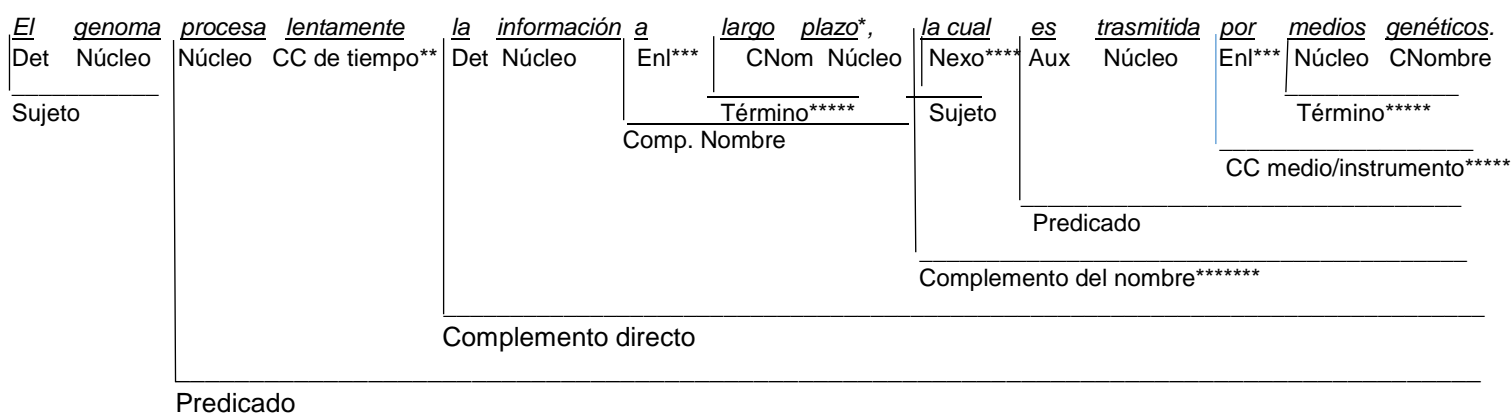 El genoma procesa lentamente la información a largo plazo*, la cual es trasmitida por medios genéticos.
Det Núcleo Núcleo CC de tiempo** Det Núcleo Enl*** CNom Núcleo Nexo**** Aux Núcleo Enl*** Núcleo CNombre
Sujeto Término***** Sujeto Término*****
Comp. Nombre
CC medio/instrumento*****
Predicado
Complemento del nombre*******
Complemento directo
Predicado